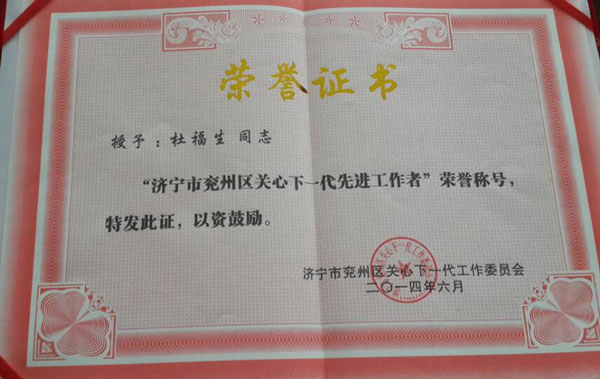 荣誉证书
授予：杜福生 同志
“济宁市兖州区关心下一代先进工作者”荣誉称号，
特发此证，以资鼓励。
济宁市兖州区关心下一代工作委员会
二〇一四年六月